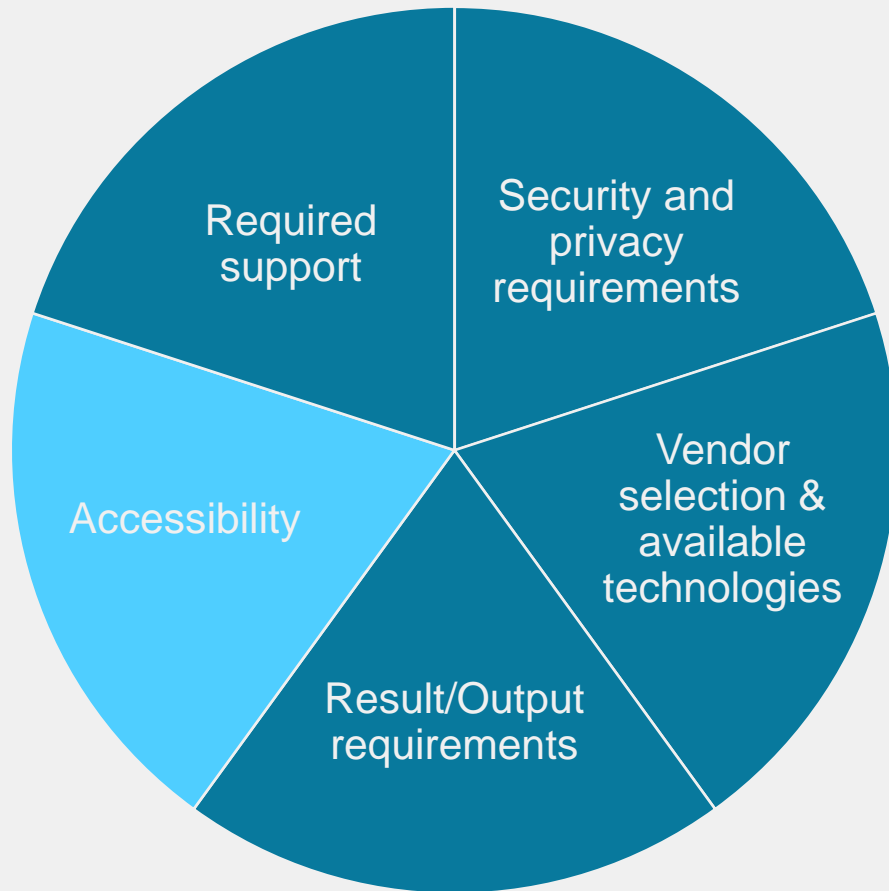 Required
support
Security and
privacy
requirements
Vendor
selection &
available
technologies
Accessibility
Result/Output
requirements